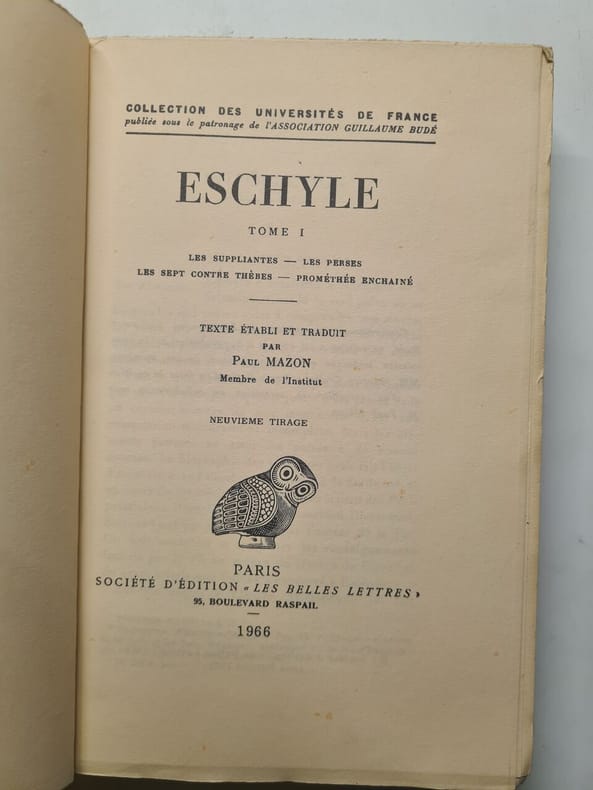 COLLECTION DES UNIVERSITÉS DE FRANCE
publiée sous le patronage de l'ASSOCIATION GUILLAUME BUDÉ
ESCHYLE
TOME I
LES SUPPLIANTES — LES PERSES
LES SEPT CONTRE THÈBES — PROMÉTHÉE ENCHAINÉ
TEXTE ÉTABLI ET TRADUIT
PAR
PAUL MAZON
Membre de l'Institut
NEUVIEME TIRAGE
PARIS
SOCIÉTÉ D'ÉDITION « LES BELLES LETTRES »
95, BOULEVARD RASPAIL
1966